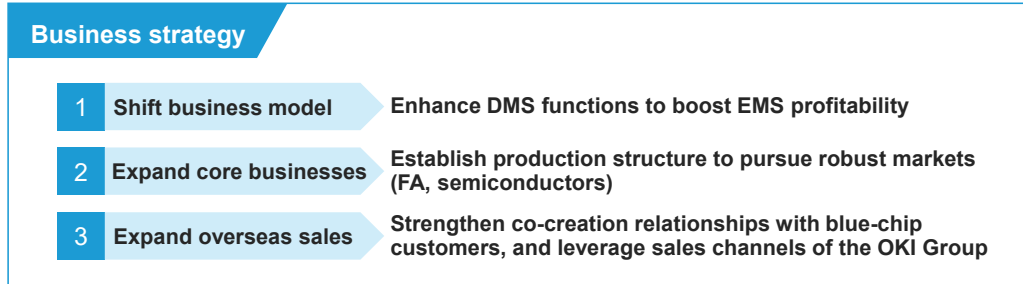 Business strategy
1 Shift business model Enhance DMS functions to boost EMS profitability
2 Expand core businesses Establish production structure to pursue robust markets
(FA, semiconductors)
3 Expand overseas sales Strengthen co-creation relationships with blue-chip
customers, and leverage sales channels of the OKI Group